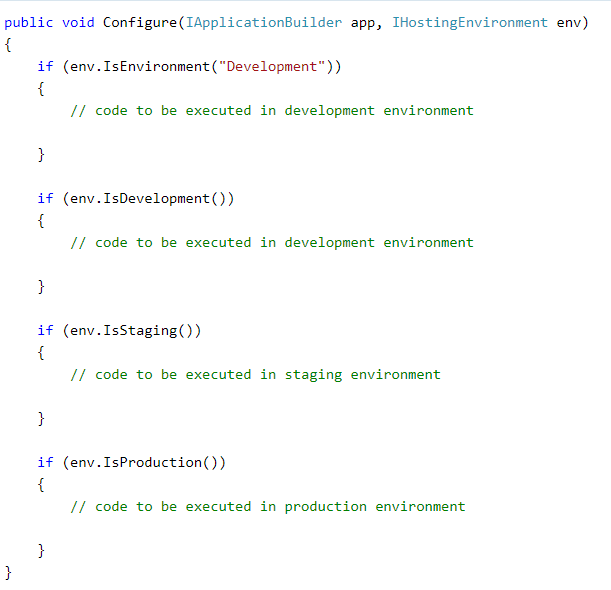 public void Configure(IApplicationBuilder app, IHostingEnvironment env)
{
    if (env.IsEnvironment("Development"))
    {
        // code to be executed in development environment

    }

    if (env.IsDevelopment())
    {
        // code to be executed in development environment

    }

    if (env.IsStaging())
    {
        // code to be executed in staging environment

    }

    if (env.IsProduction())
    {
        // code to be executed in production environment

    }
}